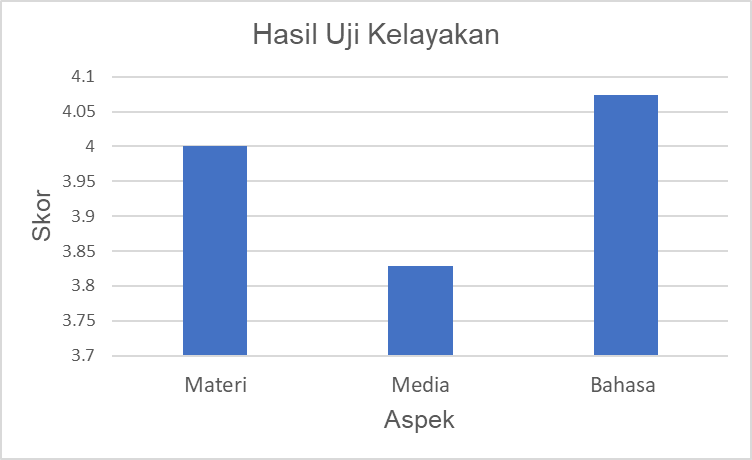 Hasil Uji Kelayakan
4.1
4.05
4
3.95
3.9
3.85
3.8
3.75
3.7
Skor
Materi
Media
Bahasa
Aspek